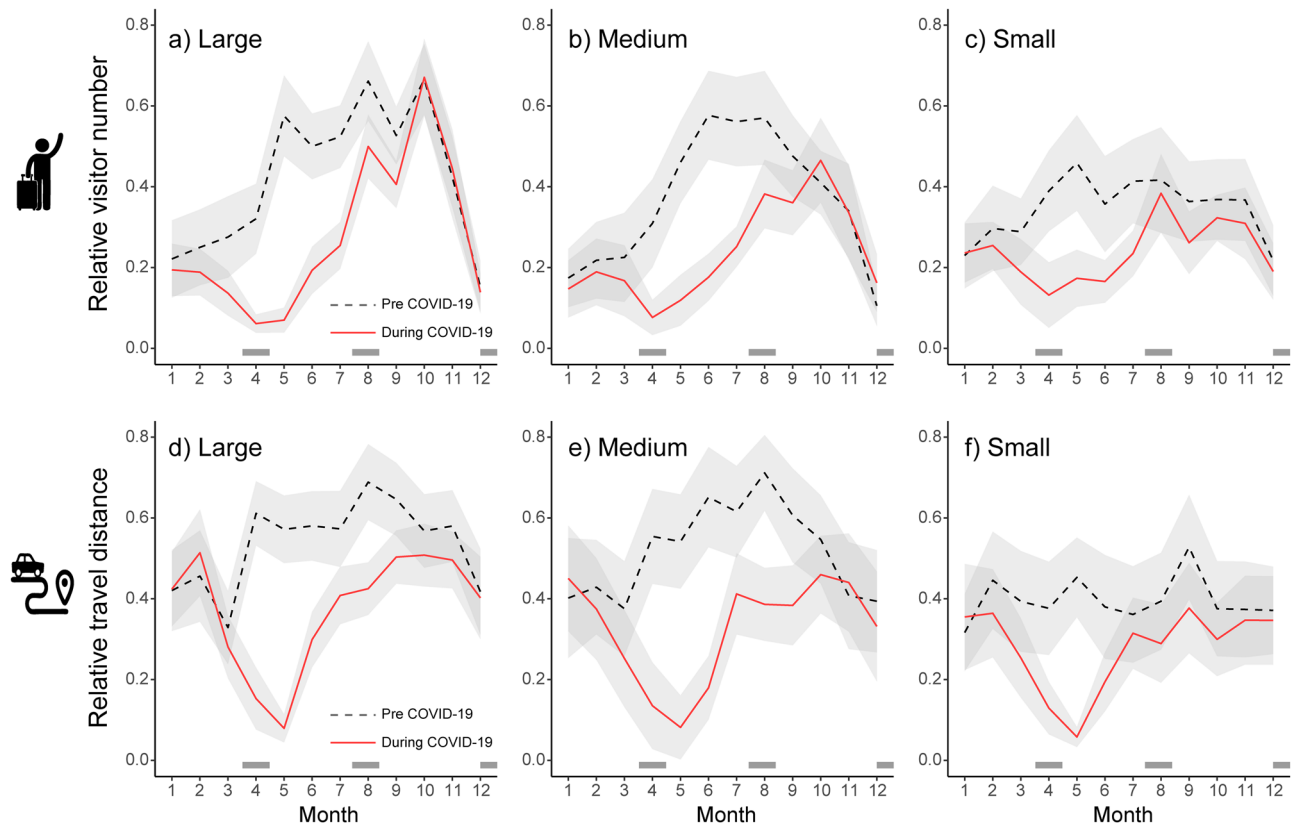 a) Large
b) Medium
c) Small
Relative visitor number
0.8
0.6
0.4
0.2
0.0
Pre COVID-19
During COVID-19
1 2 3 4 5 6 7 8 9 10 11 12
0.8
0.6
0.4
0.2
0.0
1 2 3 4 5 6 7 8 9 10 11 12
0.8
0.6
0.4
0.2
0.0
1 2 3 4 5 6 7 8 9 10 11 12
d) Large
e) Medium
f) Small
Relative travel distance
0.8
0.6
0.4
0.2
0.0
Pre COVID-19
During COVID-19
1 2 3 4 5 6 7 8 9 10 11 12
Month
0.8
0.6
0.4
0.2
0.0
1 2 3 4 5 6 7 8 9 10 11 12
Month
0.8
0.6
0.4
0.2
0.0
1 2 3 4 5 6 7 8 9 10 11 12
Month